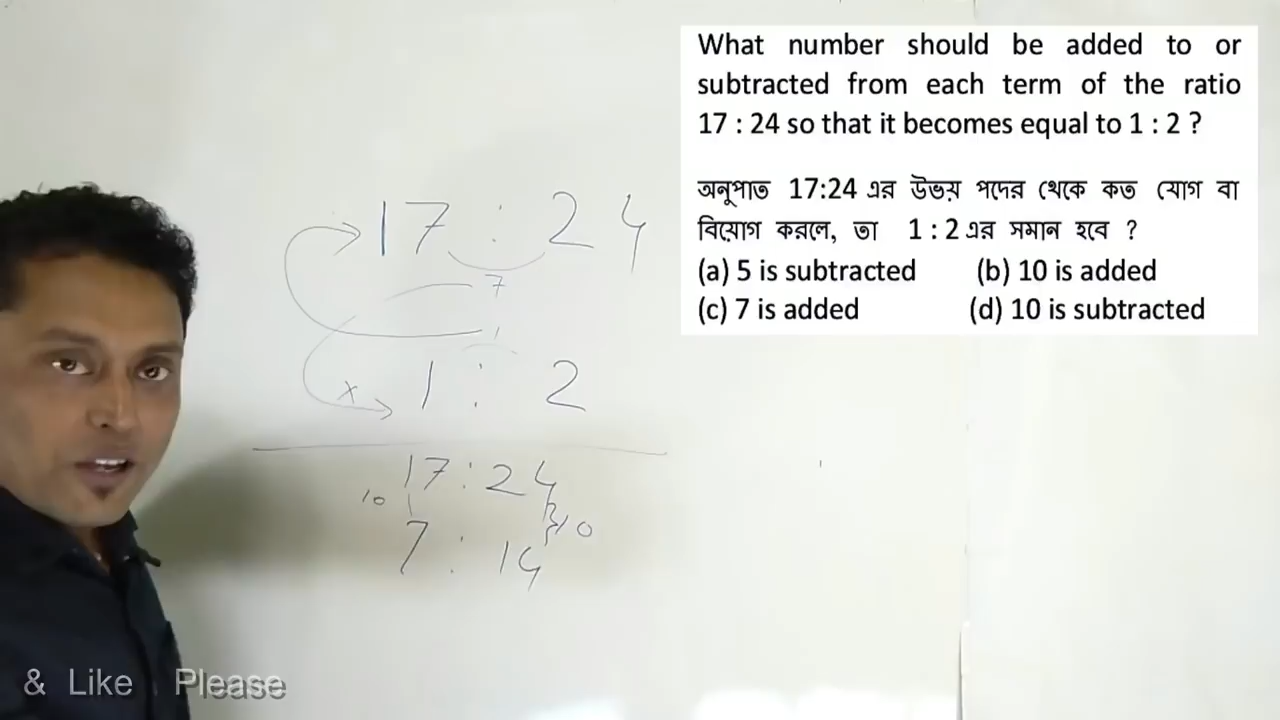 What number should be added to or
subtracted from each term of the ratio
17 : 24 so that it becomes equal to 1 : 2 ?
অনুপাত 17:24 এর উভয় পদের থেকে কত যোগ বা
বিয়োগ করলে, তা 1 : 2 এর সমান হবে ?
(a) 5 is subtracted (b) 10 is added
(c) 7 is added (d) 10 is subtracted
17 : 24
7
1
x 1 : 2
17 : 24
10 10
7 : 14
& Like Please